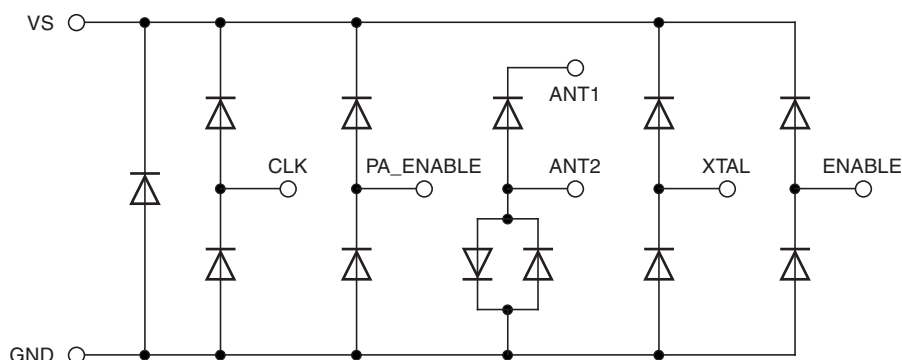 VS
ANT1
CLK
PA_ENABLE
ANT2
XTAL
ENABLE
GND